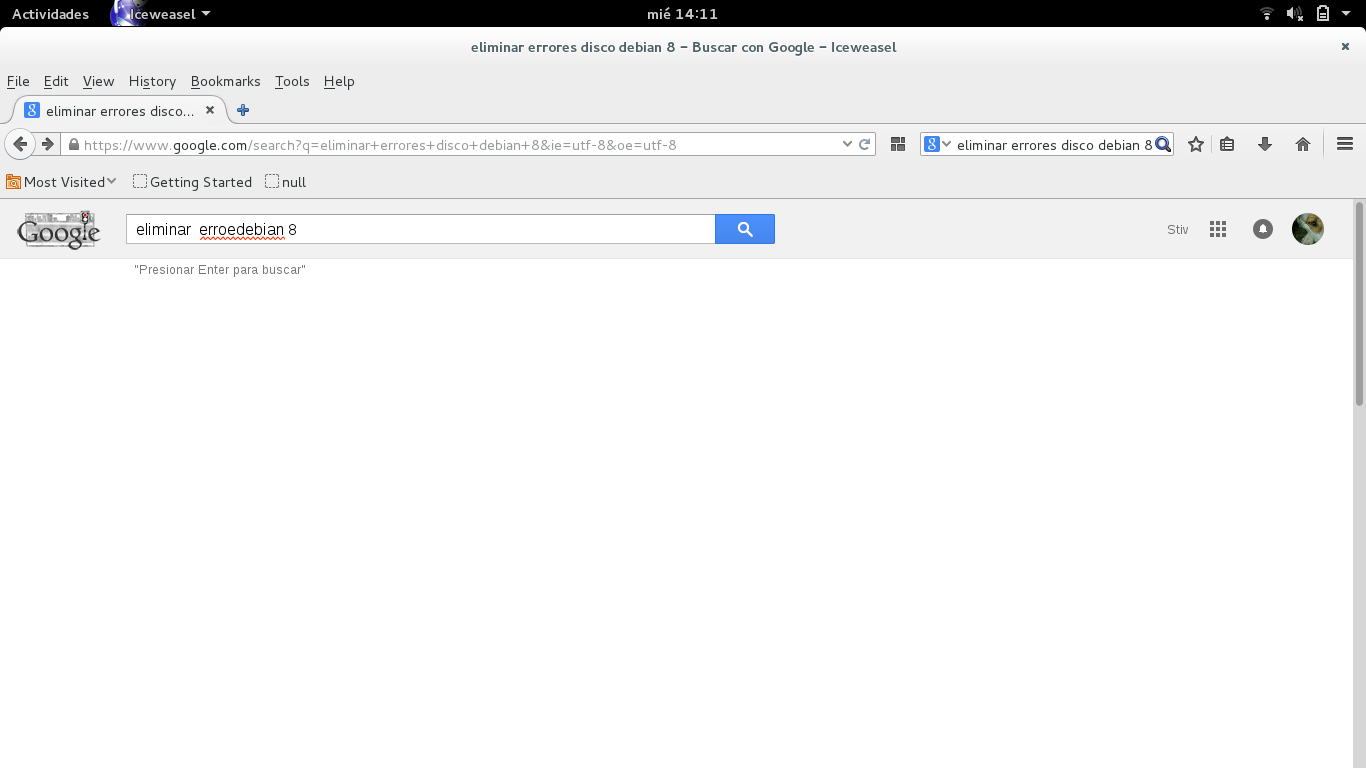 Actividades Iceweasel mié 14:11
eliminar errores disco debian 8 – Buscar con Google – Iceweasel
File Edit View History Bookmarks Tools Help
eliminar errores disco...
https://www.google.com/search?q=eliminar+errores+disco+debian+8&ie=utf-8&oe=utf-8 eliminar errores disco debian 8
Most Visited Getting Started null
Google eliminar erroedebian 8 Stiv
"Presionar Enter para buscar"